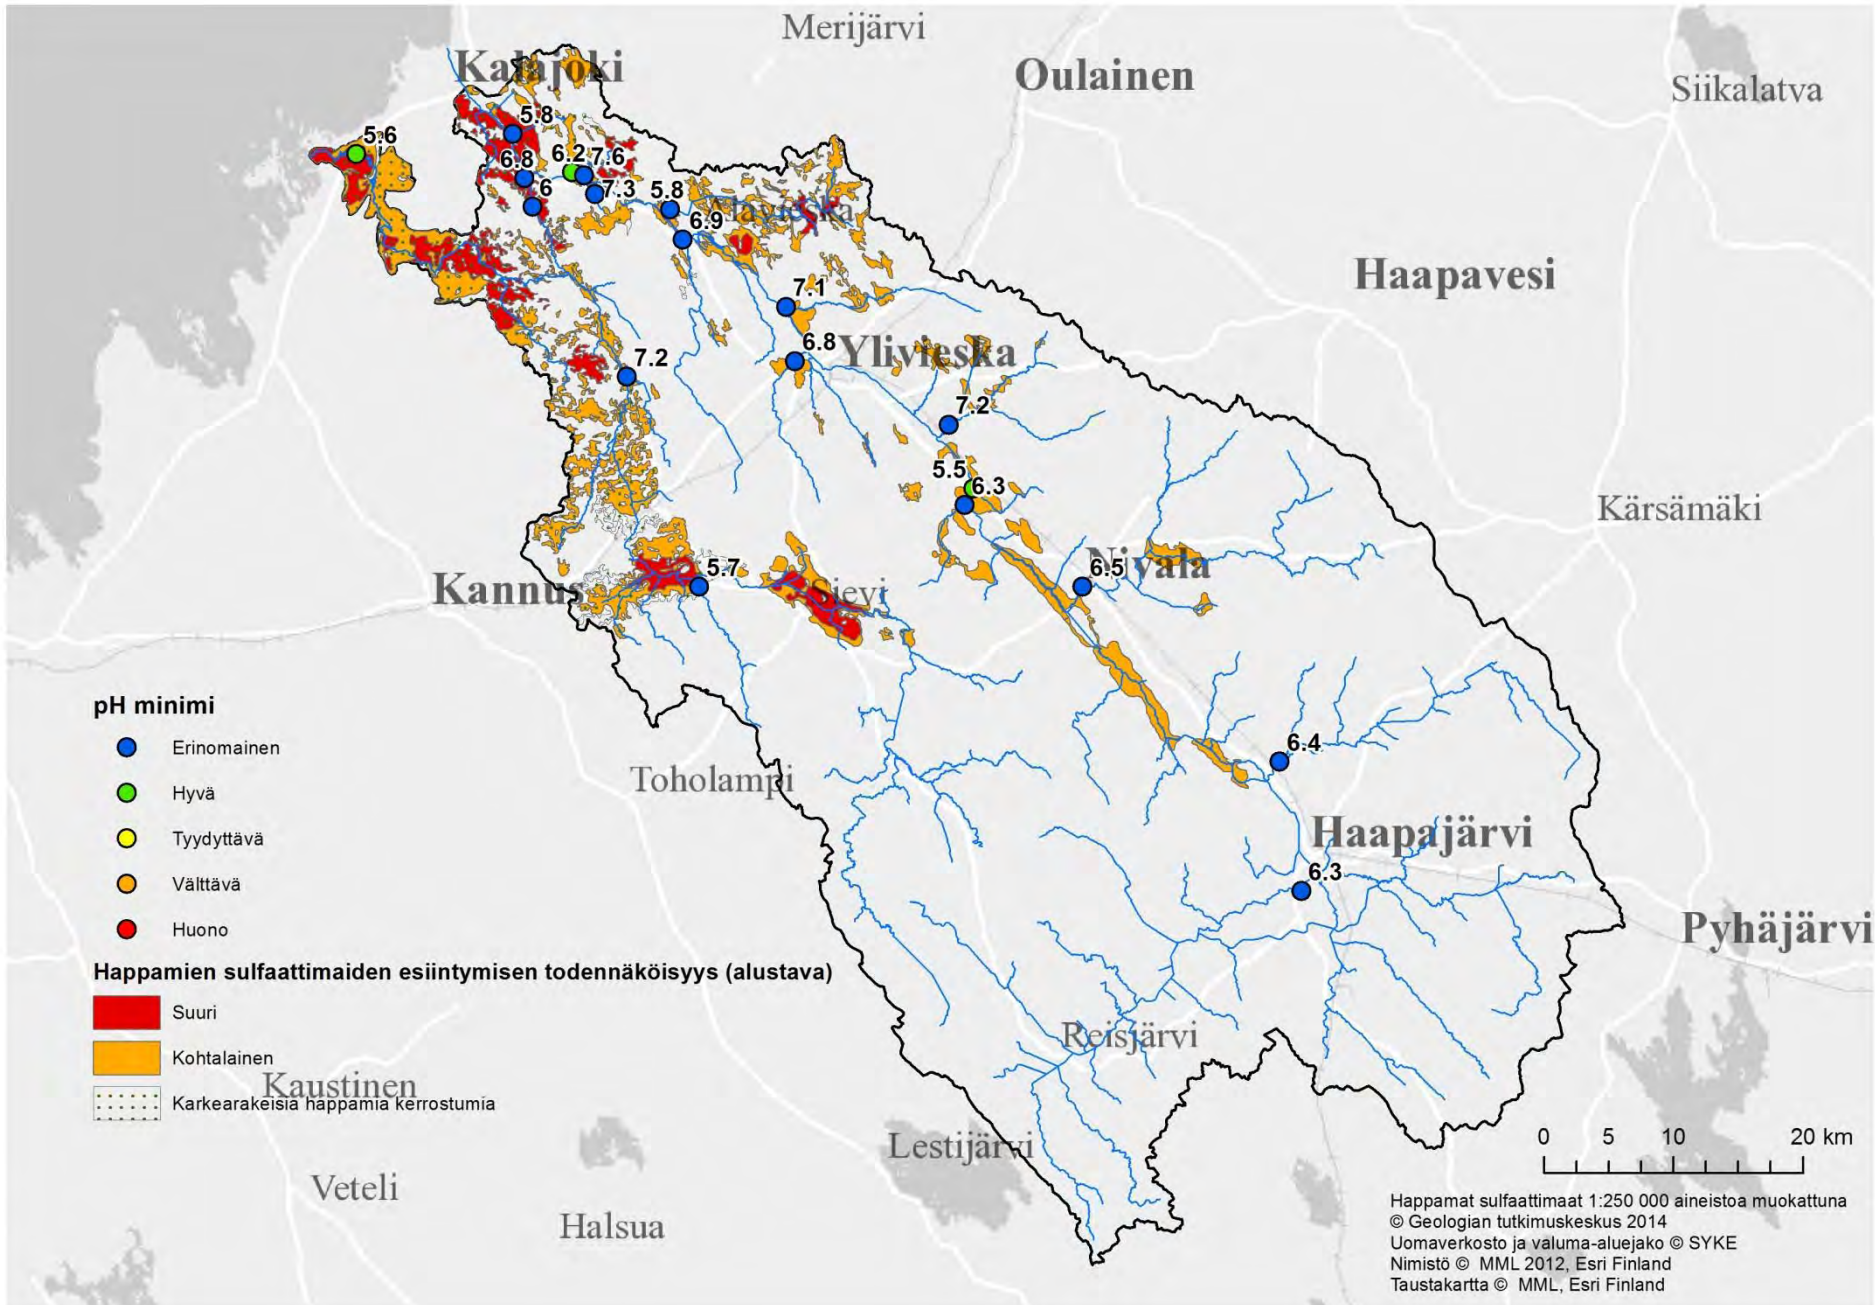 Merijärvi
Kalajoki
Oulainen
Siikalatva
5.8
5.6
6.8
6.2
7.6
6
7.3
5.8
Alavieska
6.9
Haapavesi
7.1
6.8
Ylivieska
7.2
7.2
5.5
6.3
Kärsämäki
Nivala
6.5
5.7
Kannus
Sievi
pH minimi
Erinomainen
Hyvä
Tyydyttävä
Välttävä
Huono
6.4
Toholampi
Haapajärvi
6.3
Pyhäjärvi
Happamien sulfaattimaiden esiintymisen todennäköisyys (alustava)
Suuri
Kohtalainen
Karkearakeisia happamia kerrostumia
Reisjärvi
Kaustinen
Lestijärvi
Veteli
Halsua
0 5 10 20 km
Happamat sulfaattimaat 1:250 000 aineistoa muokattuna
© Geologian tutkimuskeskus 2014
Uomaverkosto ja valuma-aluejako © SYKE
Nimistö © MML 2012, Esri Finland
Taustakartta © MML, Esri Finland